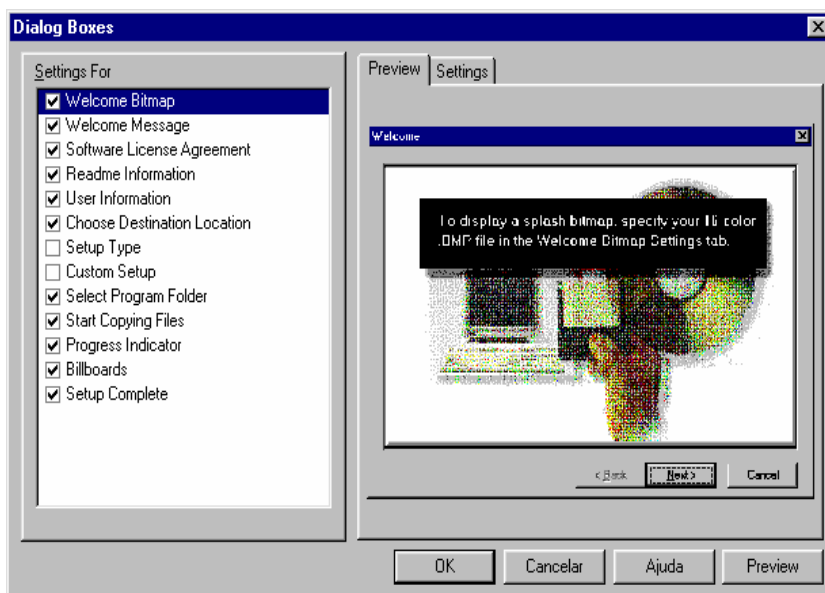 Dialog Boxes
Settings For
Welcome Bitmap
Welcome Message
Software License Agreement
Readme Information
User Information
Choose Destination Location
Setup Type
Custom Setup
Select Program Folder
Start Copying Files
Progress Indicator
Billboards
Setup Complete
Preview Settings
Welcome
To display a splash bitmap, specify your 16 color
.BMP file in the Welcome Bitmap Settings tab.
< Back Next > Cancel
OK Cancelar Ajuda Preview